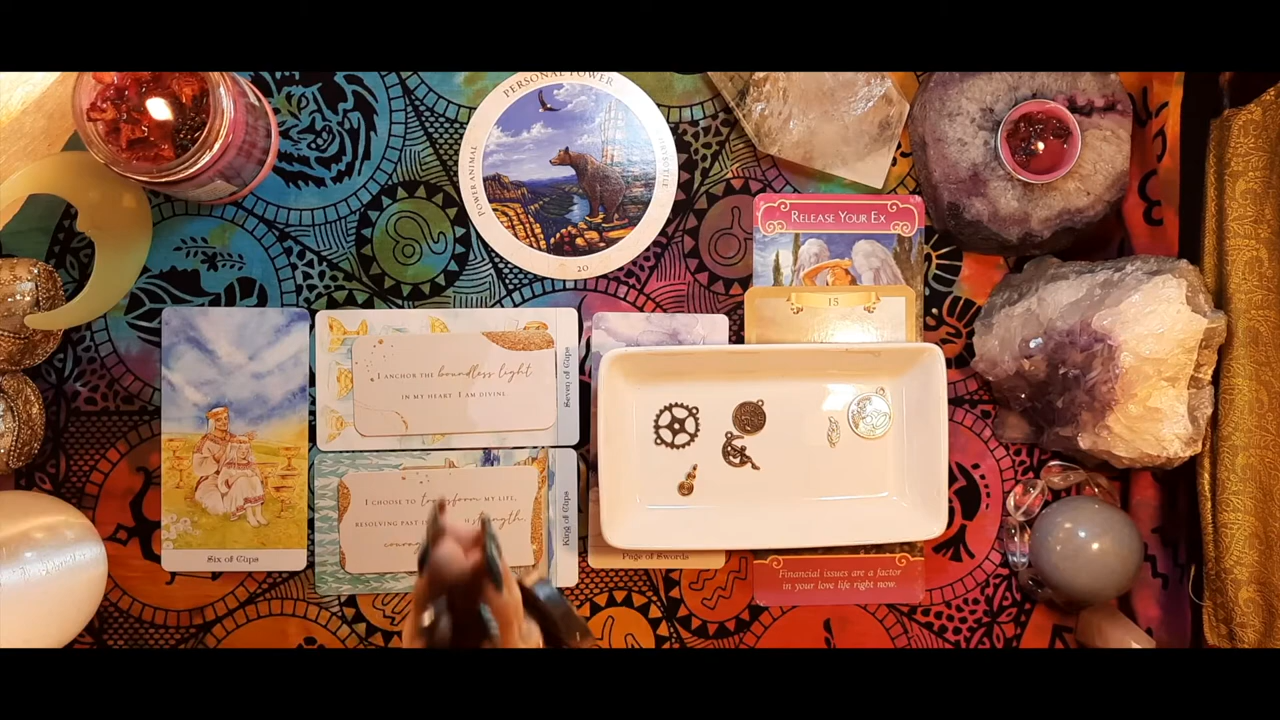 PERSONAL POWER
POWER ANIMAL
CHRYSOTILE
20
RELEASE YOUR EX
15
I ANCHOR THE boundless light
IN MY HEART I AM DIVINE.
Seven of Cups
I CHOOSE TO transform MY LIFE,
RESOLVING PAST strength,
King of Cups
Six of Cups
Page of Swords
Financial issues are a factor
in your love life right now.